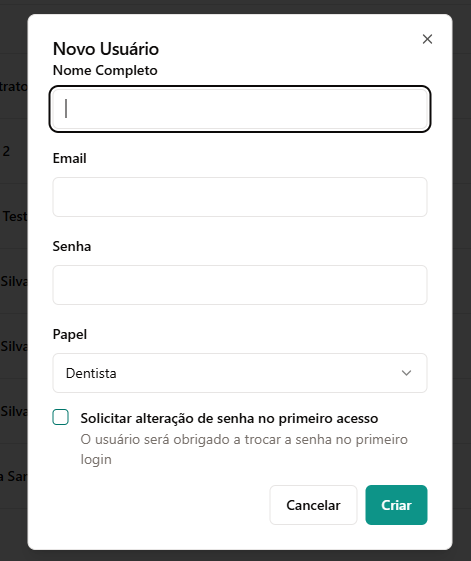 Novo Usuário
Nome Completo
Email
Senha
Papel
Dentista
Solicitar alteração de senha no primeiro acesso
O usuário será obrigado a trocar a senha no primeiro
login
Cancelar
Criar
trato
2
Test
Silva
Silva
Silva
a Sar